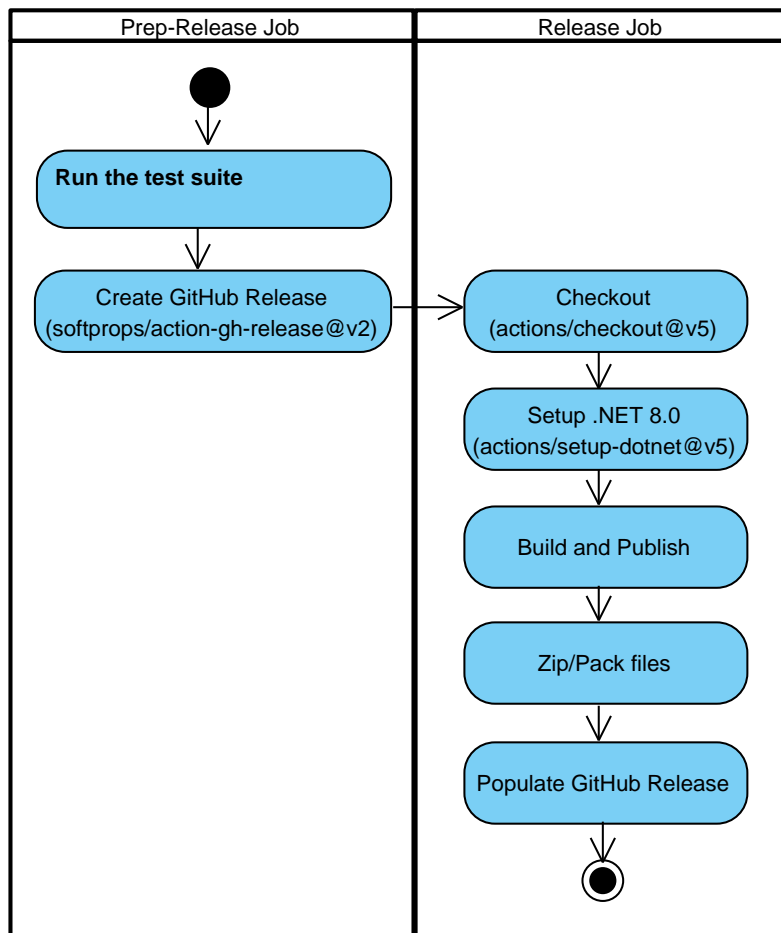 Prep-Release Job
Release Job
Run the test suite
Create GitHub Release
(softprops/action-gh-release@v2)
Checkout
(actions/checkout@v5)
Setup .NET 8.0
(actions/setup-dotnet@v5)
Build and Publish
Zip/Pack files
Populate GitHub Release